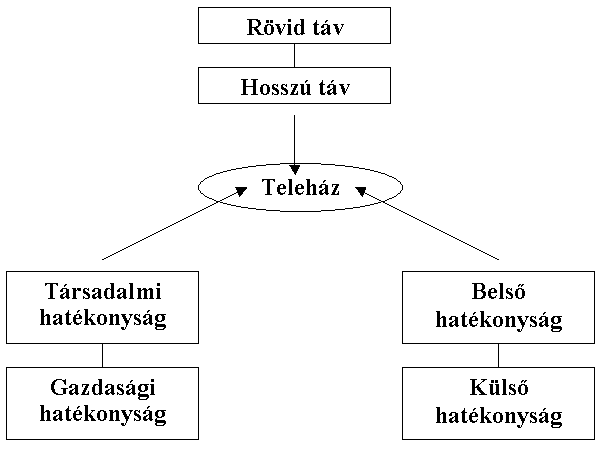 Rövid táv
Hosszú táv
Teleház
Társadalmi
hatékonyság
Gazdasági
hatékonyság
Belső
hatékonyság
Külső
hatékonyság